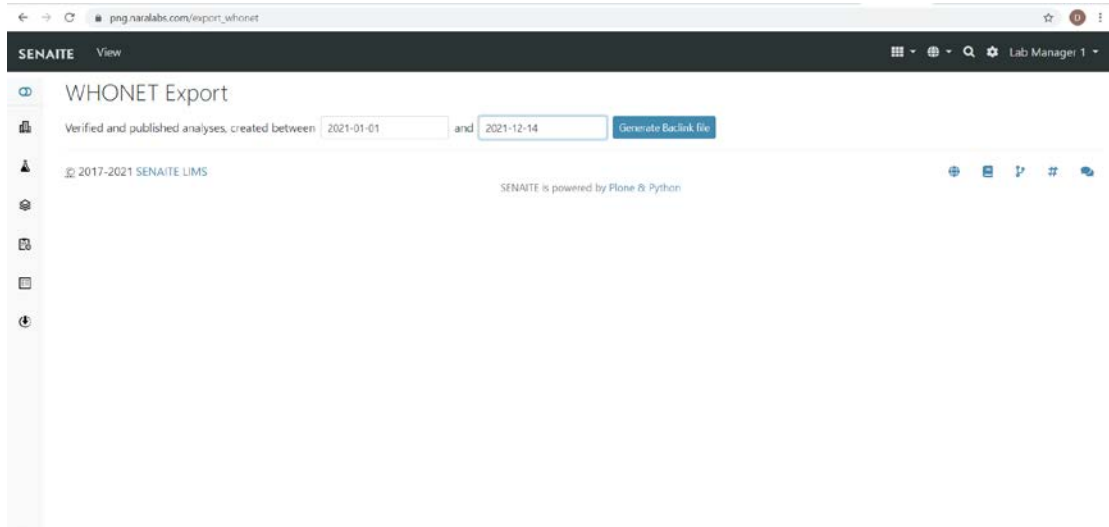 png.naralabs.com/export_whonet
D
SENAITE View Lab Manager 1
WHONET Export
Verified and published analyses, created between 2021-01-01 and 2021-12-14 Generate Baclink file
© 2017-2021 SENAITE LIMS
SENAITE is powered by Plone & Python